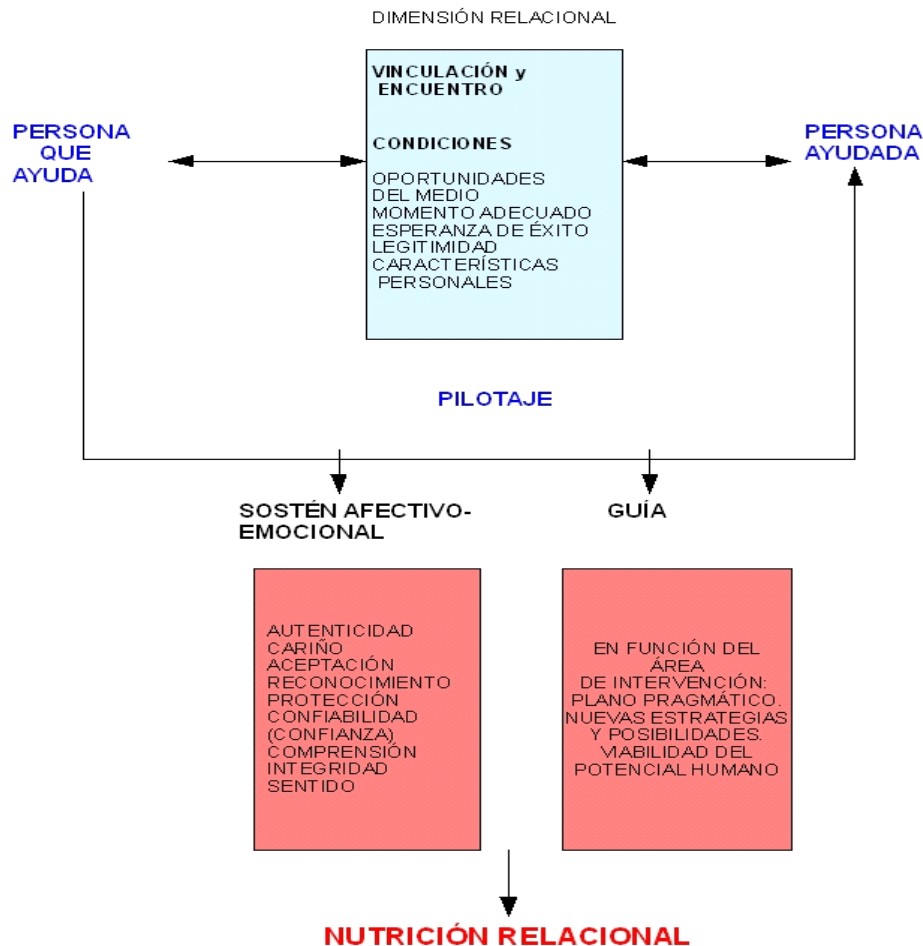 DIMENSIÓN RELACIONAL
VINCULACIÓN y
ENCUENTRO
CONDICIONES
OPORTUNIDADES
DEL MEDIO
MOMENTO ADECUADO
ESPERANZA DE ÉXITO
LEGITIMIDAD
CARACTERÍSTICAS
PERSONALES
PERSONA
QUE
AYUDA
PERSONA
AYUDADA
PILOTAJE
SOSTÉN AFECTIVO-
EMOCIONAL
GUÍA
AUTENTICIDAD
CARIÑO
ACEPTACIÓN
RECONOCIMIENTO
PROTECCIÓN
CONFIABILIDAD
(CONFIANZA)
COMPRENSIÓN
INTEGRIDAD
SENTIDO
EN FUNCIÓN DEL
ÁREA
DE INTERVENCIÓN:
PLANO PRAGMÁTICO.
NUEVAS ESTRATEGIAS
Y POSIBILIDADES.
VIABILIDAD DEL
POTENCIAL HUMANO
NUTRICIÓN RELACIONAL